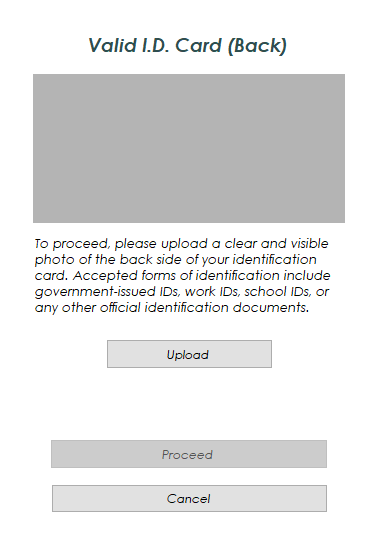 Valid I.D. Card (Back)
To proceed, please upload a clear and visible
photo of the back side of your identification
card. Accepted forms of identification include
government-issued IDs, work IDs, school IDs, or
any other official identification documents.
Upload
Proceed
Cancel